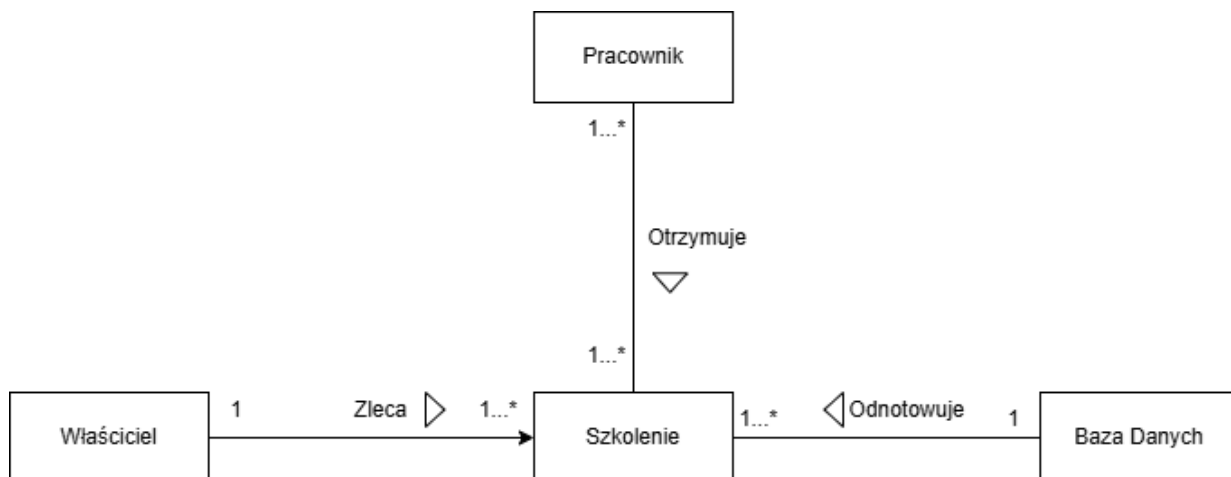 Pracownik
1...*
Otrzymuje
1...*
1
Zleca
1...*
1...*
Odnotowuje
1
Właściciel
Szkolenie
Baza Danych